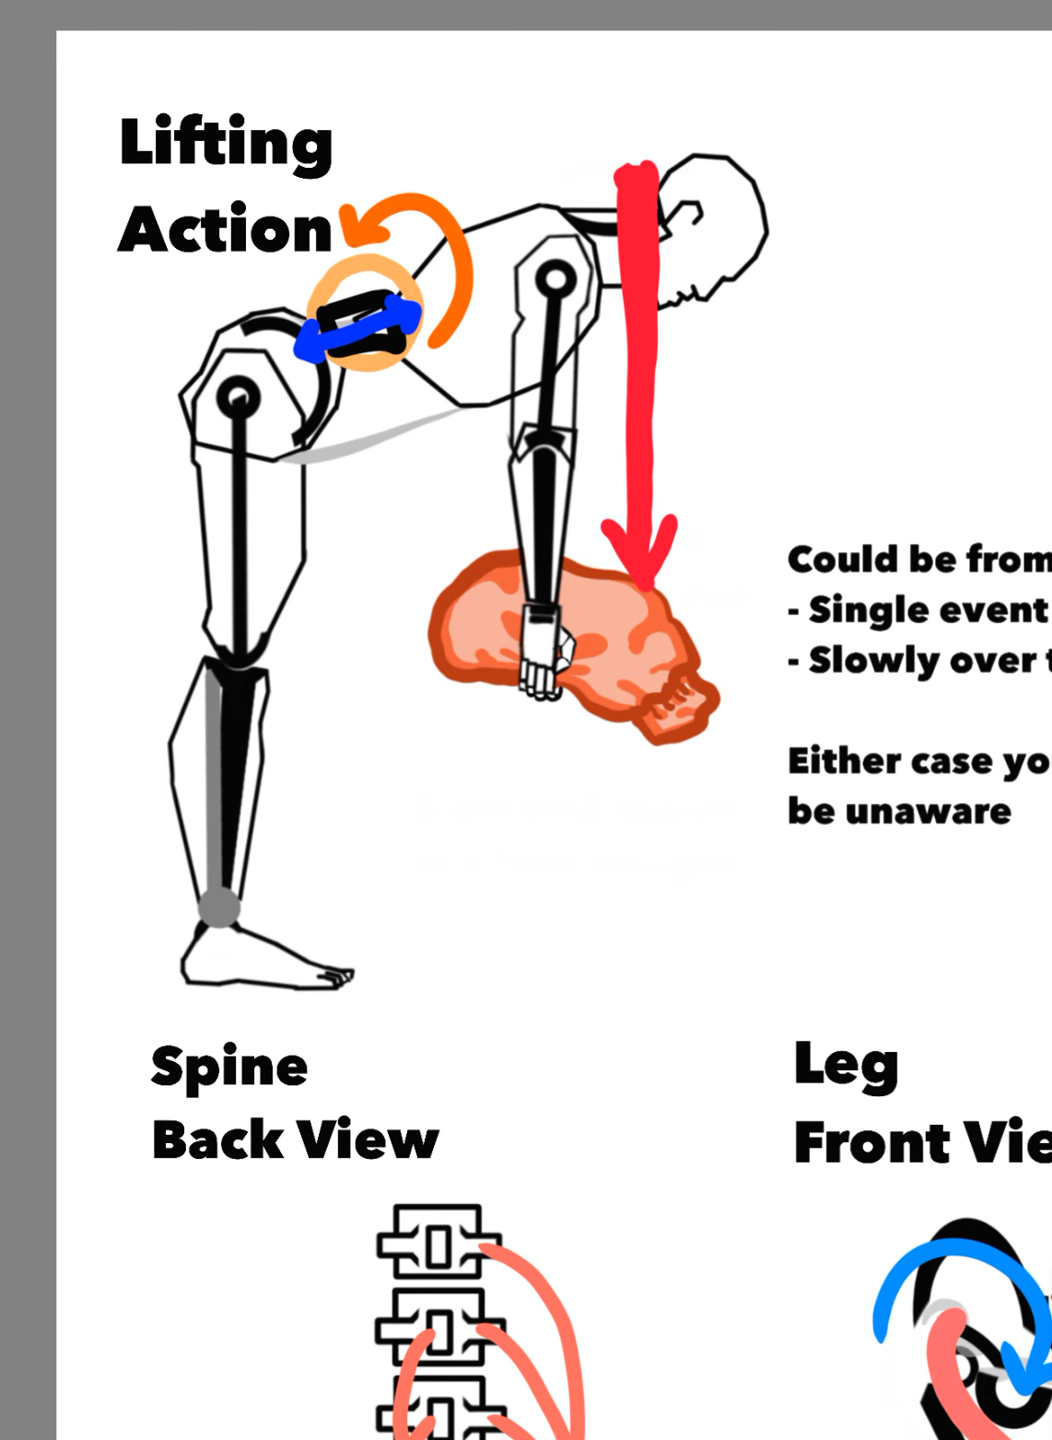 Lifting
Action
Could be from
- Single event
- Slowly over
Either case yo
be unaware
Spine
Back View
Leg
Front Vie